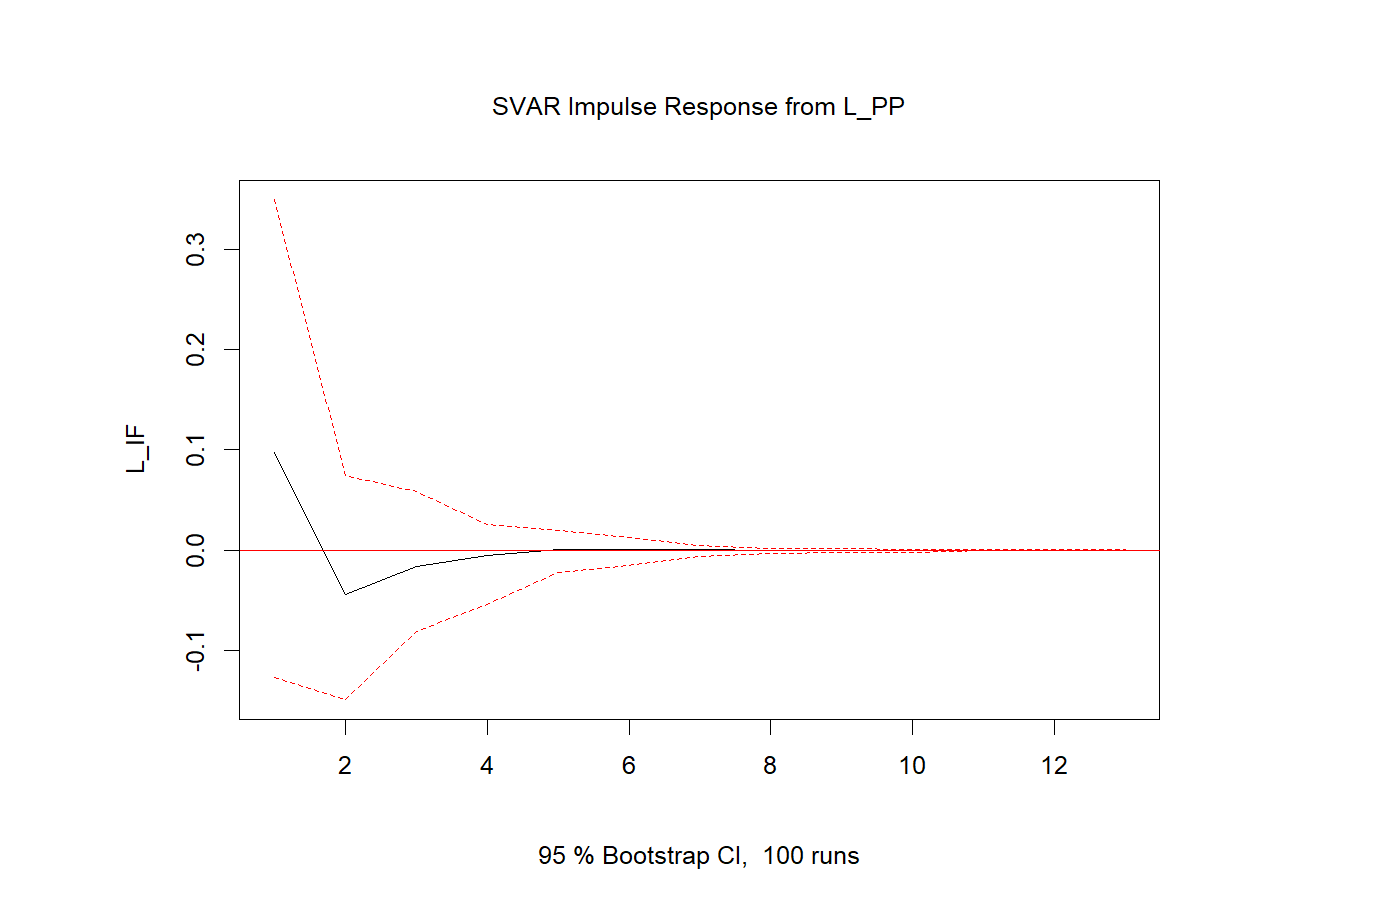 SVAR Impulse Response from L_PP
L_IF
0.3
0.2
0.1
0.0
-0.1
2 4 6 8 10 12
95 % Bootstrap CI,  100 runs